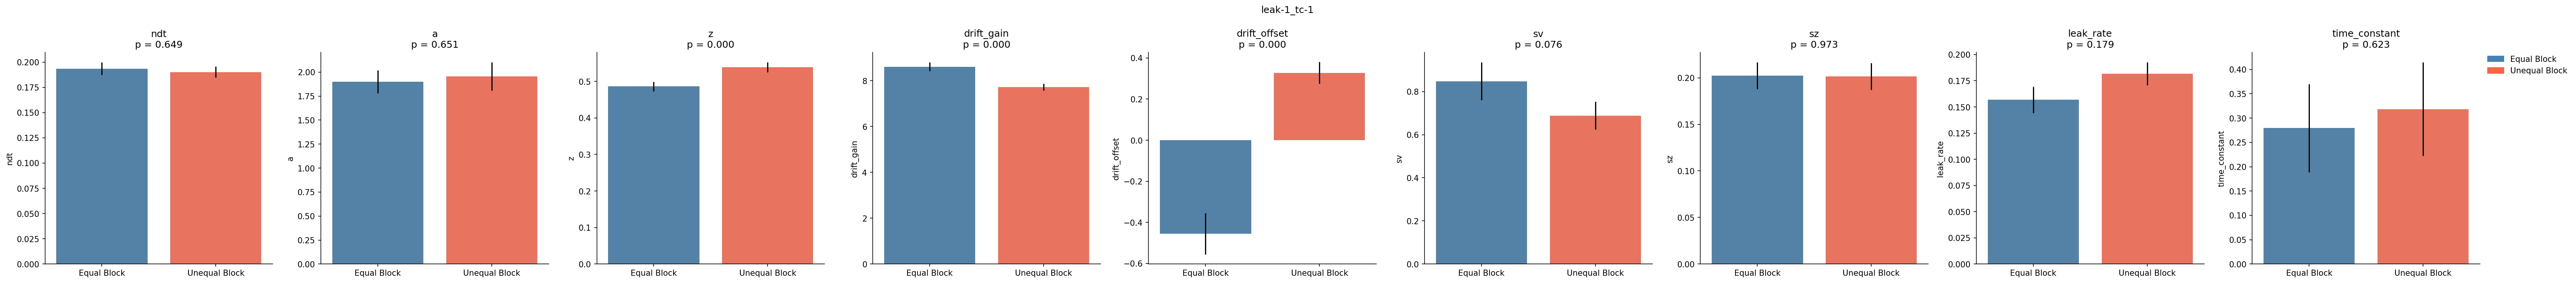 leak-1_tc-1
ndt
p = 0.649
ndt
0.200
0.175
0.150
0.125
0.100
0.075
0.050
0.025
0.000
Equal Block
Unequal Block
a
p = 0.651
a
2.00
1.75
1.50
1.25
1.00
0.75
0.50
0.25
0.00
Equal Block
Unequal Block
z
p = 0.000
z
0.5
0.4
0.3
0.2
0.1
0.0
Equal Block
Unequal Block
drift_gain
p = 0.000
drift_gain
8
6
4
2
0
Equal Block
Unequal Block
drift_offset
p = 0.000
drift_offset
0.4
0.2
0.0
−0.2
−0.4
−0.6
Equal Block
Unequal Block
sv
p = 0.076
sv
0.8
0.6
0.4
0.2
0.0
Equal Block
Unequal Block
sz
p = 0.973
sz
0.20
0.15
0.10
0.05
0.00
Equal Block
Unequal Block
leak_rate
p = 0.179
leak_rate
0.200
0.175
0.150
0.125
0.100
0.075
0.050
0.025
0.000
Equal Block
Unequal Block
time_constant
p = 0.623
time_constant
0.40
0.35
0.30
0.25
0.20
0.15
0.10
0.05
0.00
Equal Block
Unequal Block
Equal Block
Unequal Block